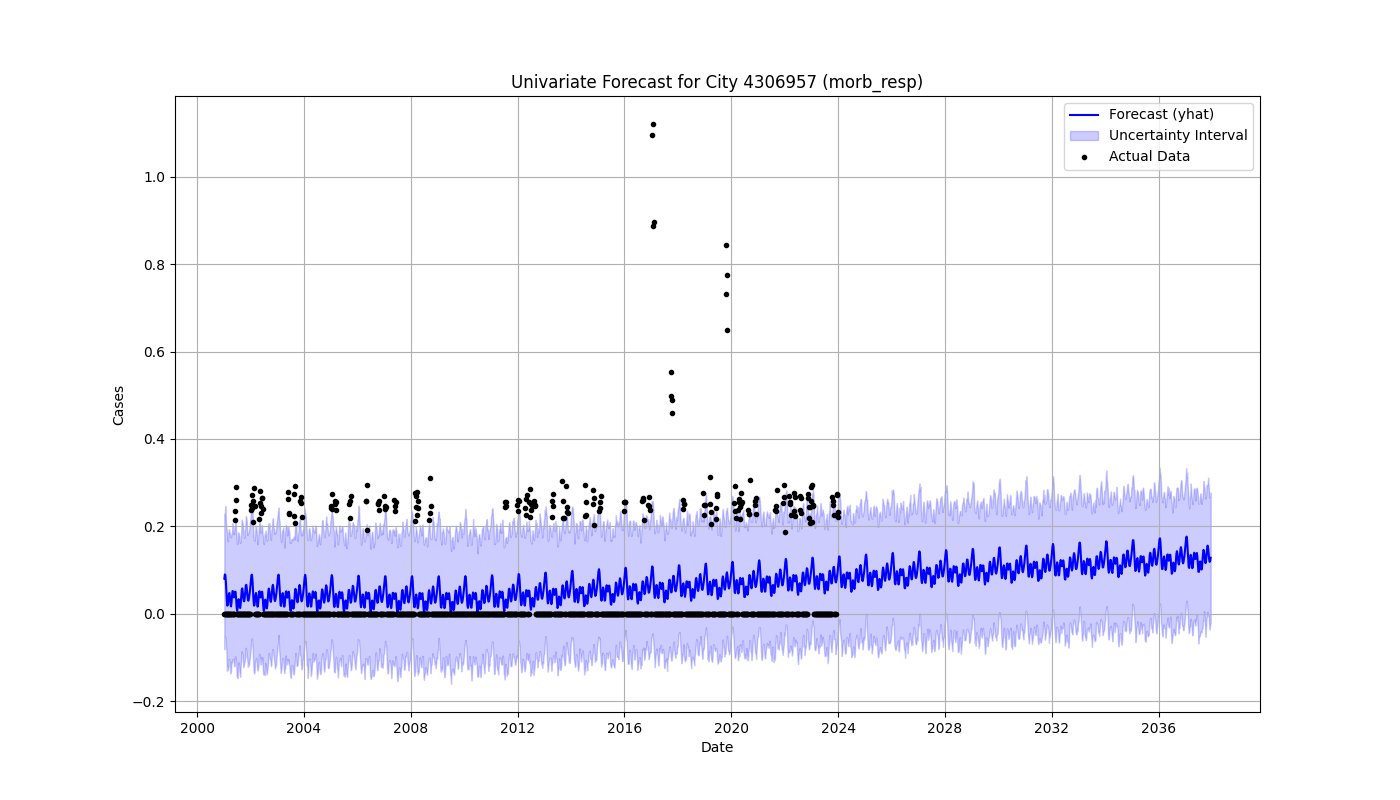 Univariate Forecast for City 4306957 (morb_resp)
Forecast (yhat)
Uncertainty Interval
Actual Data
Cases
1.0
0.8
0.6
0.4
0.2
0.0
−0.2
2000 2004 2008 2012 2016 2020 2024 2028 2032 2036
Date